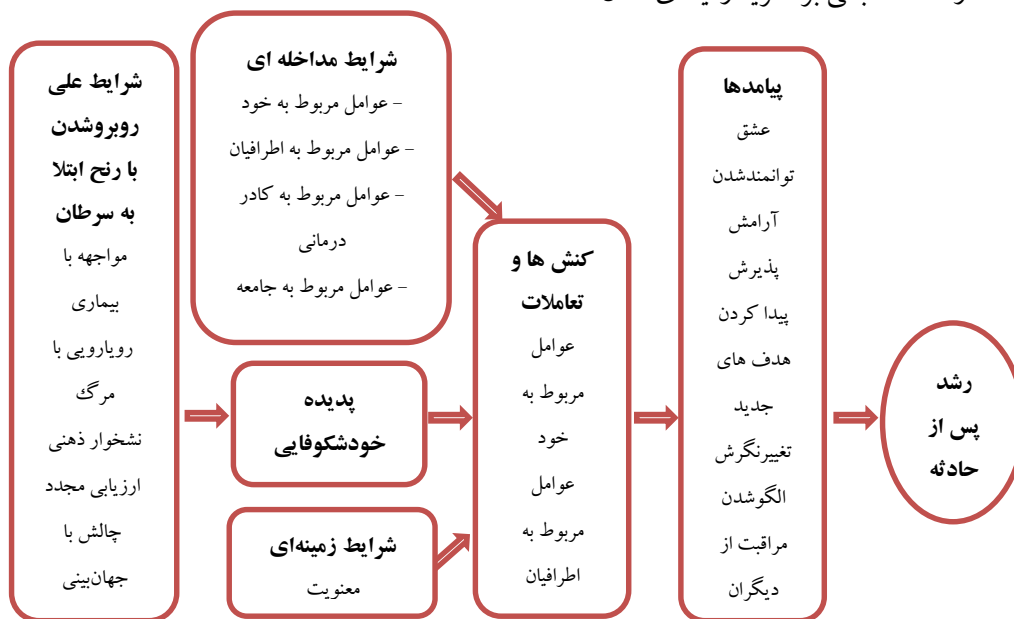 شرایط علی
روبروشدن
با رنح ابتلا
به سرطان
مواجهه با
بیماری
رویارویی با
مرگ
نشخوار ذهنی
ارزیابی مجدد
چالش با
جهان‌بینی
شرایط مداخله ای
- عوامل مربوط به خود
- عوامل مربوط به اطرافیان
- عوامل مربوط به کادر
درمانی
- عوامل مربوط به جامعه
پدیده
خودشکوفایی
شرایط زمینه‌ای
معنویت
کنش ها و
تعاملات
عوامل
مربوط به
خود
عوامل
مربوط به
اطرافیان
پیامدها
عشق
توانمندشدن
آرامش
پذیرش
پیدا کردن
هدف های
جدید
تغییرنگرش
الگوشدن
مراقبت از
دیگران
رشد
پس از
حادثه